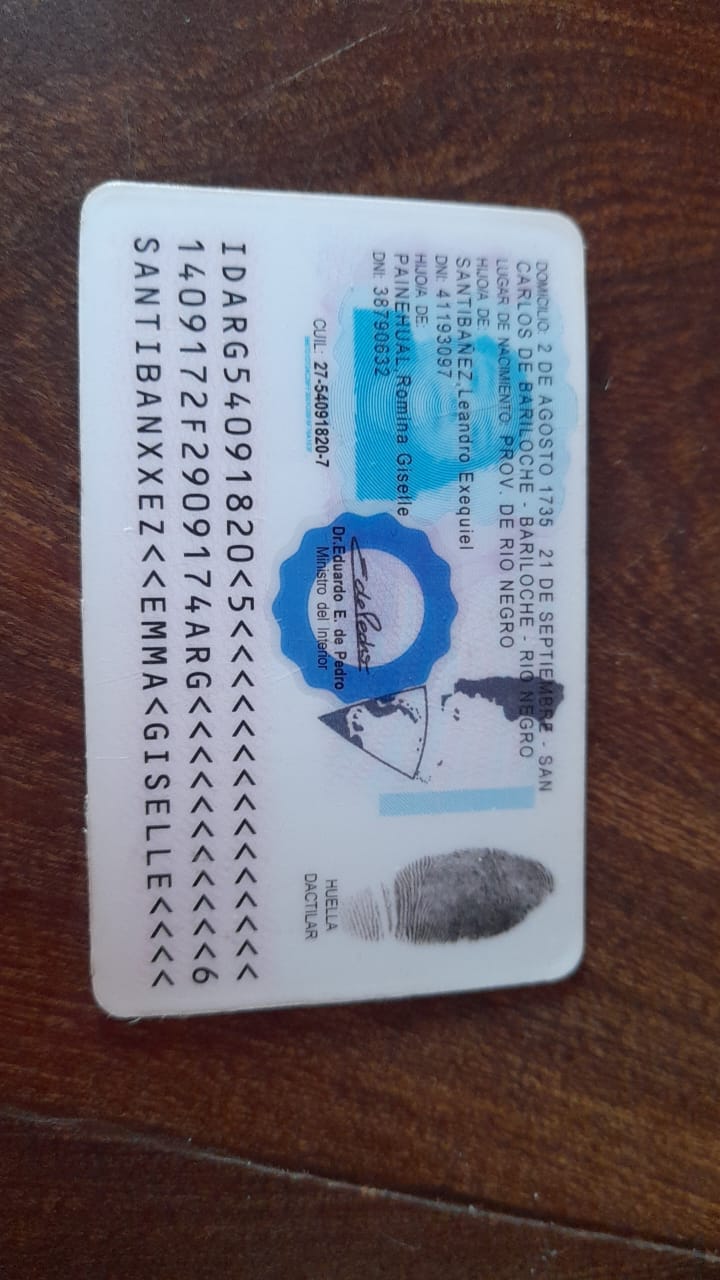 DOMICILIO: 2 DE AGOSTO 1735 21 DE SEPTIEMBRE - SAN
CARLOS DE BARILOCHE - BARILOCHE - RIO NEGRO
LUGAR DE NACIMIENTO: PROV. DE RIO NEGRO
HIJO/A DE:
SANTIBAÑEZ,Leandro Exequiel
DNI: 41193097
HIJO/A DE:
PAINEHUAL,Romina Giselle
DNI: 38790632
CUIL: 27-54091820-7
Dr.Eduardo E. de Pedro
Ministro del Interior
HUELLA
DACTILAR
IDARG54091820<5<<<<<<<<<<<<<<<
1409172F2909174ARG<<<<<<<<<<<6
SANTIBANXXEZ<<EMMA<GISELLE<<<<